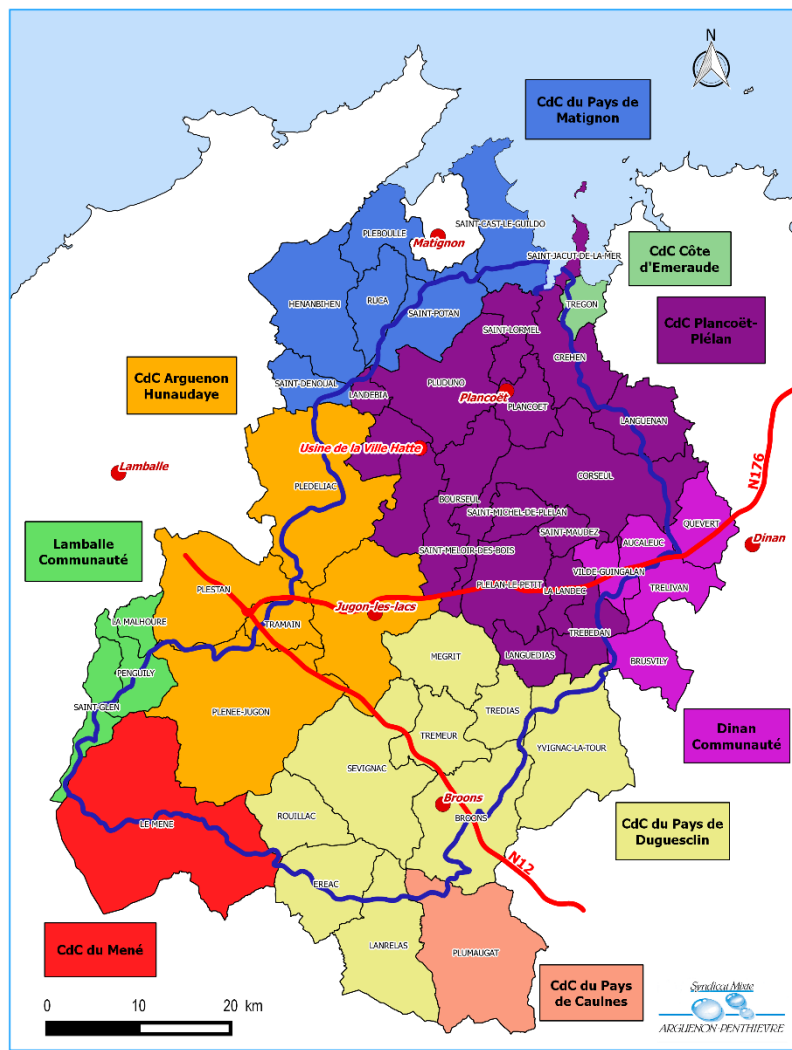 N
CdC du Pays de
Matignon
PLEBOULLE
SAINT-CAST-LE-GUILDO
Matignon
SAINT-JACUT-DE-LA-MER
CdC Côte
d'Emeraude
HENANBIHEN
RUCA
SAINT-POTAN
TREGON
SAINT-LORMEL
CdC Plancoët-
Plélan
CREHEN
CdC Arguenon
Hunaudaye
SAINT-DENOUAL
LANDEBIA
PLUDUNO
Plancoët
PLANCOET
LANGUENAN
Usine de la Ville Hatte
Lamballe
CORSEUL
N176
PLEDELIAC
BOURSEUL
SAINT-MICHEL-DE-PLELAN
QUEVERT
SAINT-MAUDEZ
AUCALEUC
Dinan
Lamballe
Communauté
SAINT-MELOIR-DES-BOIS
VILDE-GUINGALAN
PLESTAN
PLELAN-LE-PETIT
LA LANDEC
TRELIVAN
Jugon-les-lacs
LA MALHOURE
TRAMAIN
TREBEDAN
MEGRIT
LANGUEDIAS
BRUSVILY
PENGUILY
SAINT GLEN
PLENEE-JUGON
TREDIAS
Dinan
Communauté
TREMEUR
YVIGNAC-LA-TOUR
SEVIGNAC
Broons
ROUILLAC
BROONS
LE MENE
CdC du Pays de
Duguesclin
N12
EREAC
CdC du Mené
LANRELAS
PLUMAUGAT
CdC du Pays
de Caulnes
Syndicat Mixte
ARGUENON-PENTHIEVRE
0 10 20 km